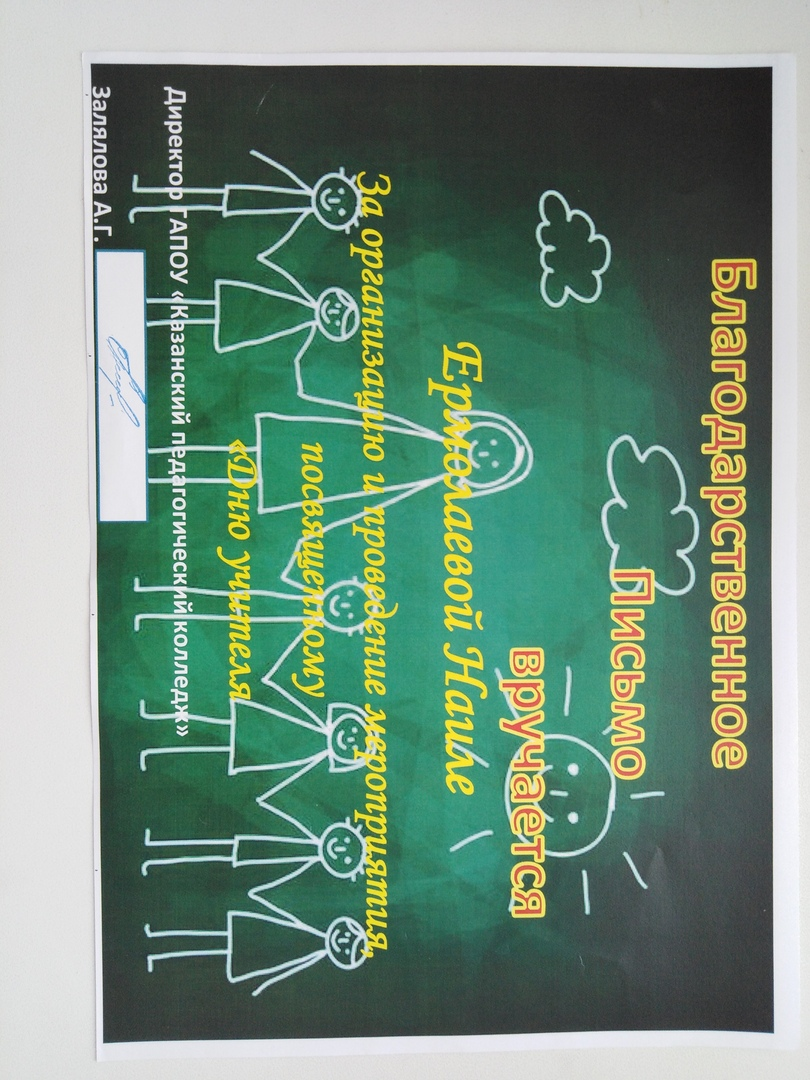 Благодарственное
Письмо
вручается
Ермолаевой Наиле
За организацию и проведение мероприятия,
посвященному
«Дню учителя
Директор ГАПОУ «Казанский педагогический колледж»
Залялова А.Г.